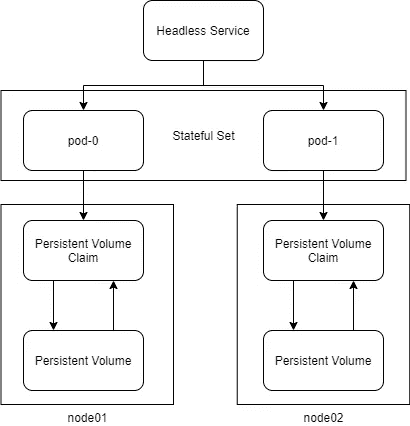 Headless Service
pod-0
Stateful Set
pod-1
Persistent Volume
Claim
Persistent Volume
Claim
Persistent Volume
Persistent Volume
node01
node02